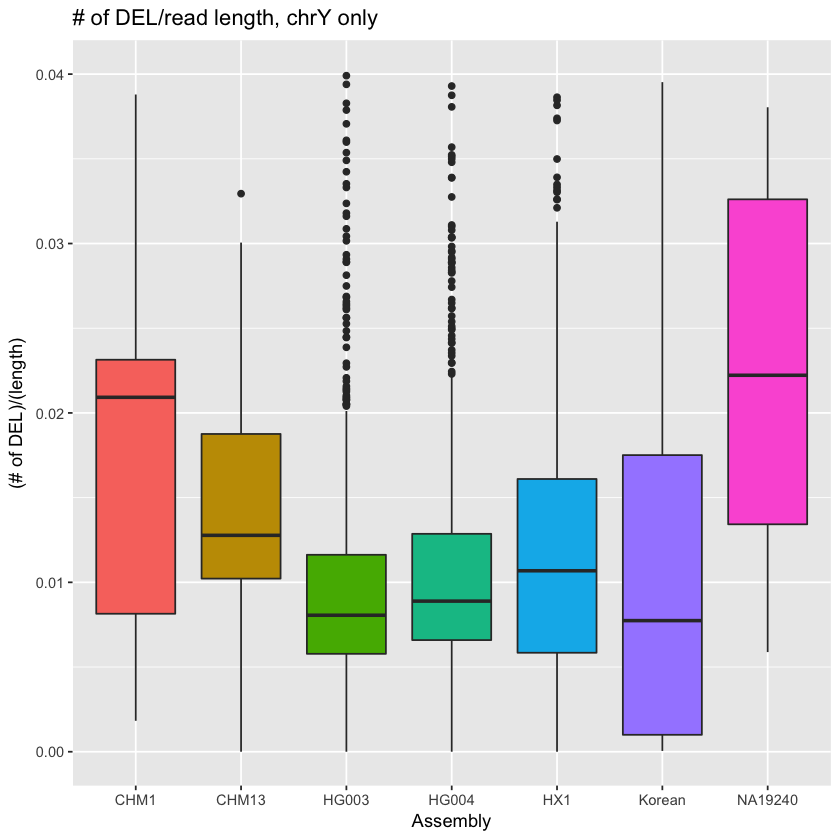 # of DEL/read length, chrY only
(# of DEL)/(length)
0.04
0.03
0.02
0.01
0.00
CHM1 CHM13 HG003 HG004 HX1 Korean NA19240
Assembly